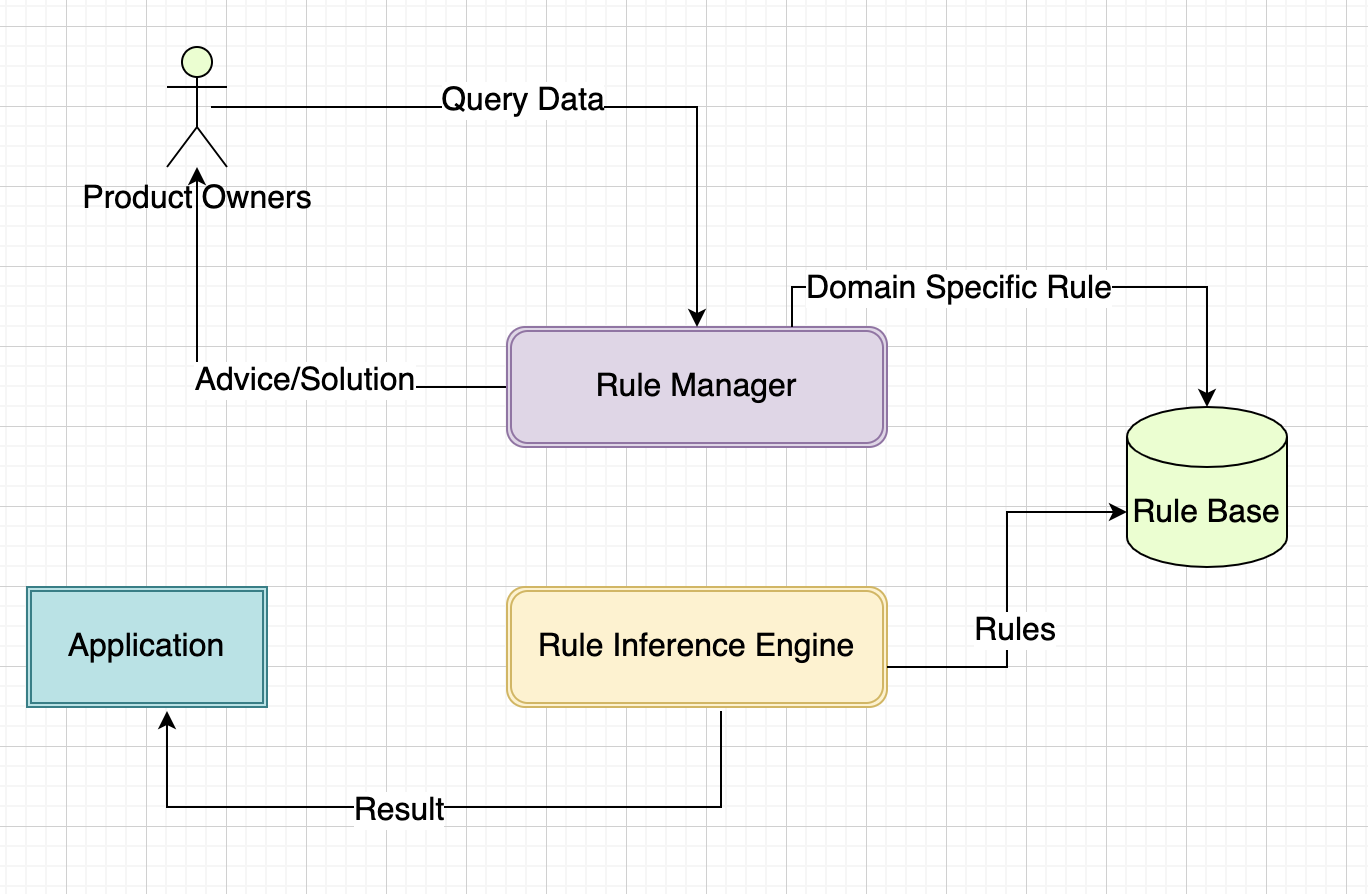 Query Data
Product Owners
Domain Specific Rule
Advice/Solution
Rule Manager
Rule Base
Application
Rule Inference Engine
Rules
Result